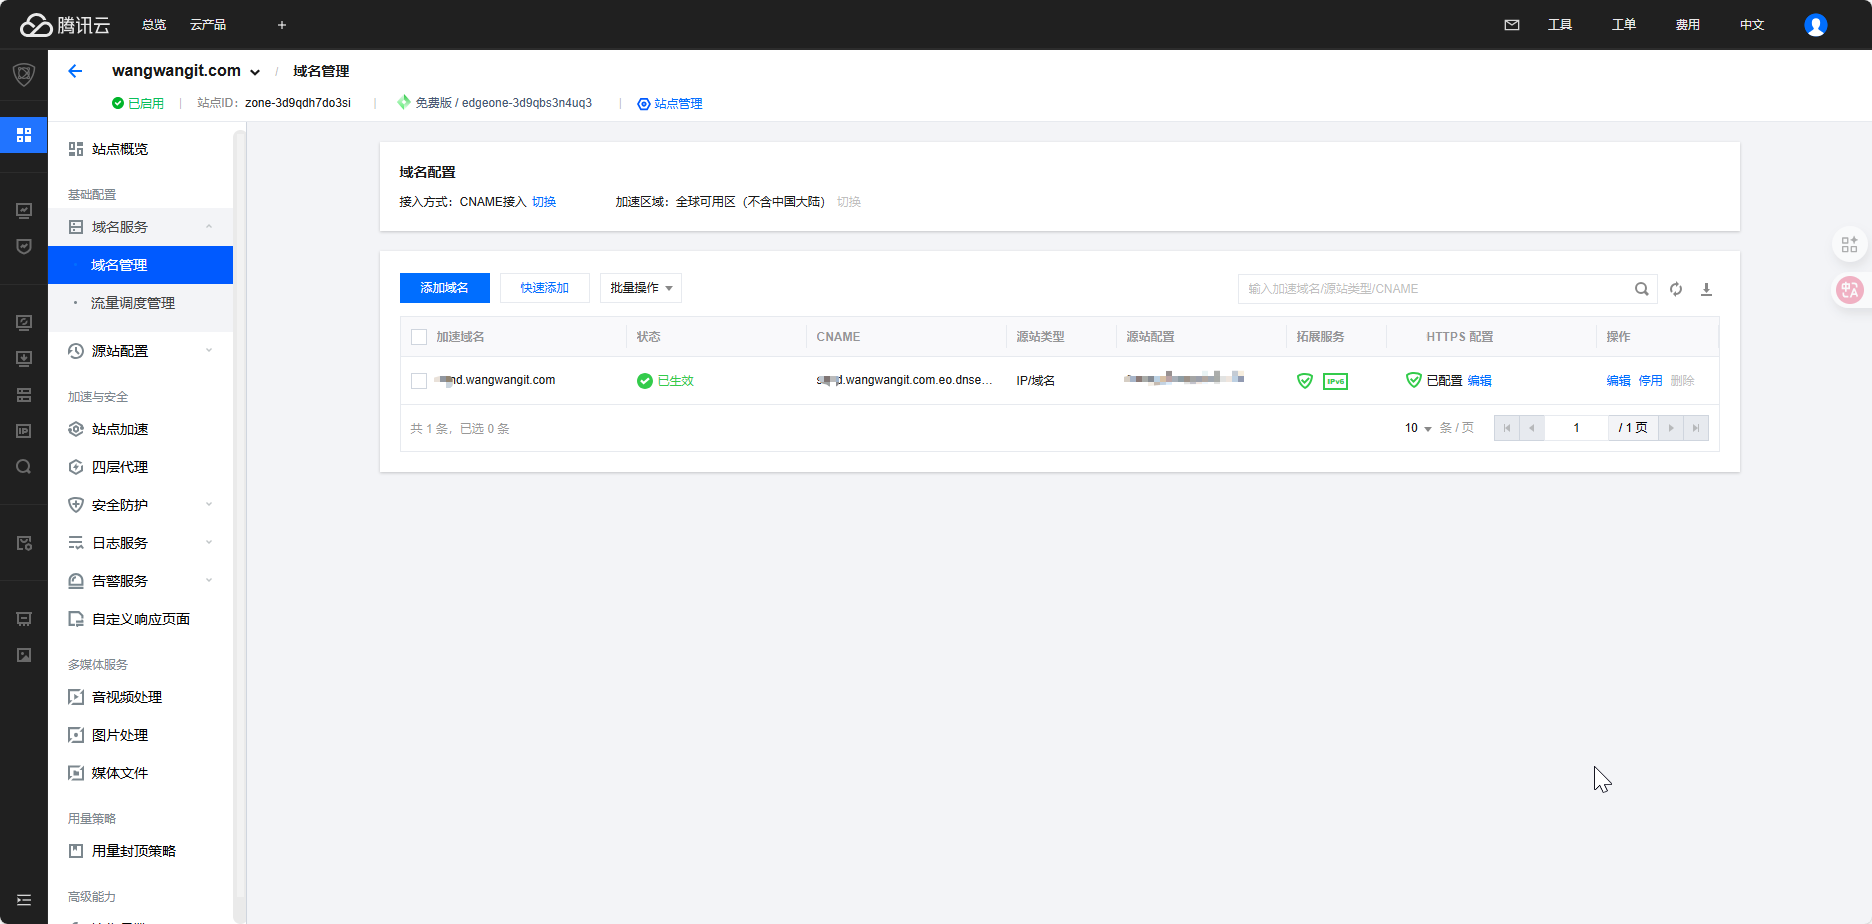 腾讯云 总览 云产品 + 工具 工单 费用 中文
wangwangit.com / 域名管理
已启用 | 站点ID: zone-3d9qdh7do3si | 免费版 / edgeone-3d9qbs3n4uq3 | 站点管理
站点概览
基础配置
域名服务
域名管理
流量调度管理
源站配置
加速与安全
站点加速
四层代理
安全防护
日志服务
告警服务
自定义响应页面
多媒体服务
音视频处理
图片处理
媒体文件
用量策略
用量封顶策略
高级能力
域名配置
接入方式：CNAME接入 切换 加速区域：全球可用区（不含中国大陆） 切换
添加域名 快速添加 批量操作 输入加速域名/源站类型/CNAME
加速域名 状态 CNAME 源站类型 源站配置 拓展服务 HTTPS 配置 操作
nd.wangwangit.com 已生效 d.wangwangit.com.eo.dnse... IP/域名 IPv6 已配置 编辑 编辑 停用 删除
共 1 条，已选 0 条 10 条 / 页 1 / 1 页